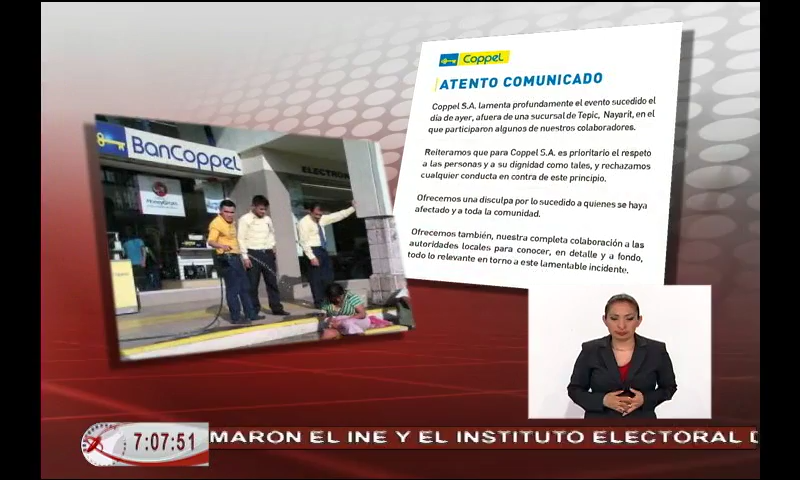 Coppel
ATENTO COMUNICADO
Coppel S.A. lamenta profundamente el evento sucedido el
día de ayer, afuera de una sucursal de Tepic, Nayarit, en el
que participaron algunos de nuestros colaboradores.
Reiteramos que para Coppel S.A. es prioritario el respeto
a las personas y a su dignidad como tales, y rechazamos
cualquier conducta en contra de este principio.
Ofrecemos una disculpa por lo sucedido a quienes se haya
afectado y a toda la comunidad.
Ofrecemos también, nuestra completa colaboración a las
autoridades locales para conocer, en detalle y a fondo,
todo lo relevante en torno a este lamentable incidente.
BanCoppel
MoneyGram
ELECTRON
7:07:51
MARON EL INE Y EL INSTITUTO ELECTORAL D